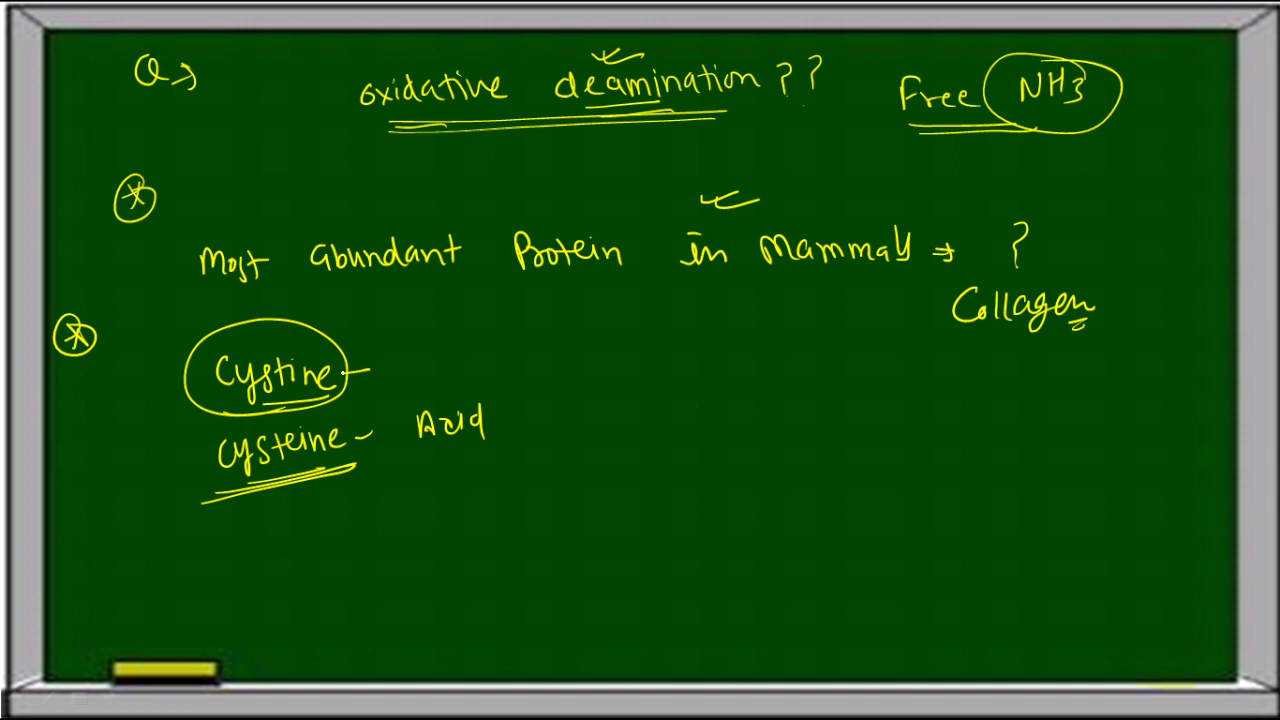 Q→ oxidative deamination ?? Free NH3
Most abundant Protein in Mammals → ?
Collagen
Cystine -
Cysteine - Acid